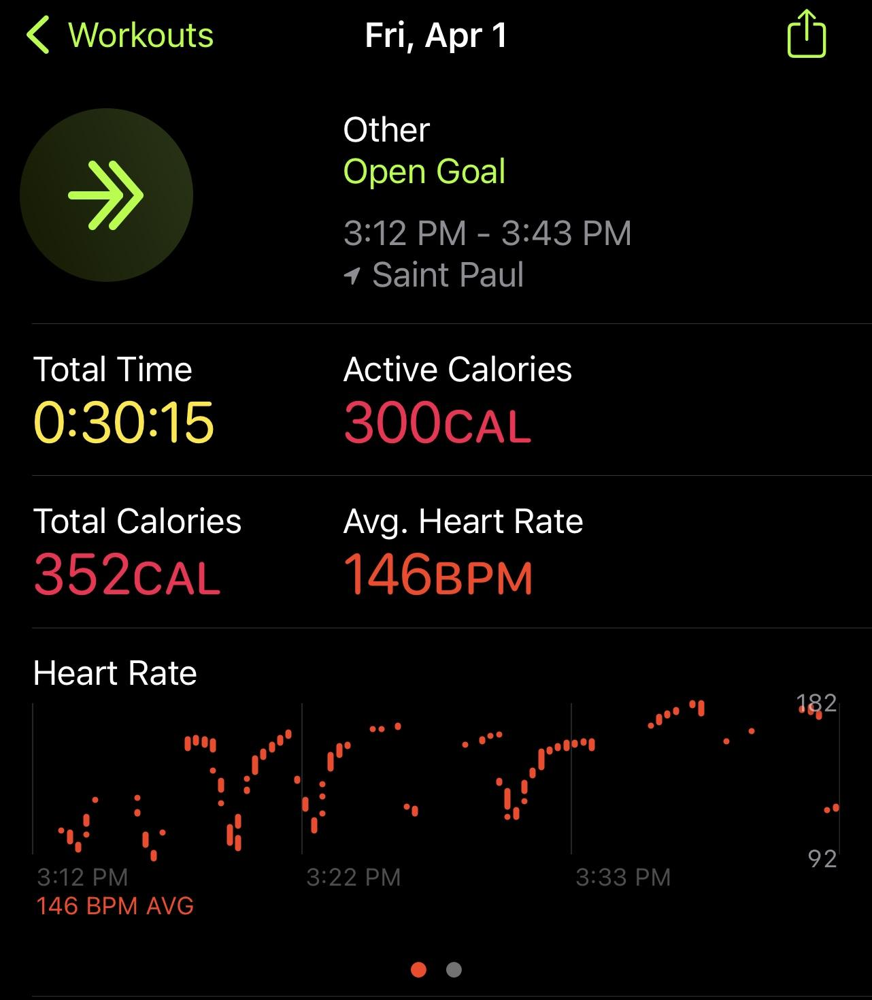 Workouts
Fri, Apr 1
Other
Open Goal
3:12 PM - 3:43 PM
Saint Paul
Total Time
0:30:15
Active Calories
300CAL
Total Calories
352CAL
Avg. Heart Rate
146BPM
Heart Rate
182
92
3:12 PM
3:22 PM
3:33 PM
146 BPM AVG